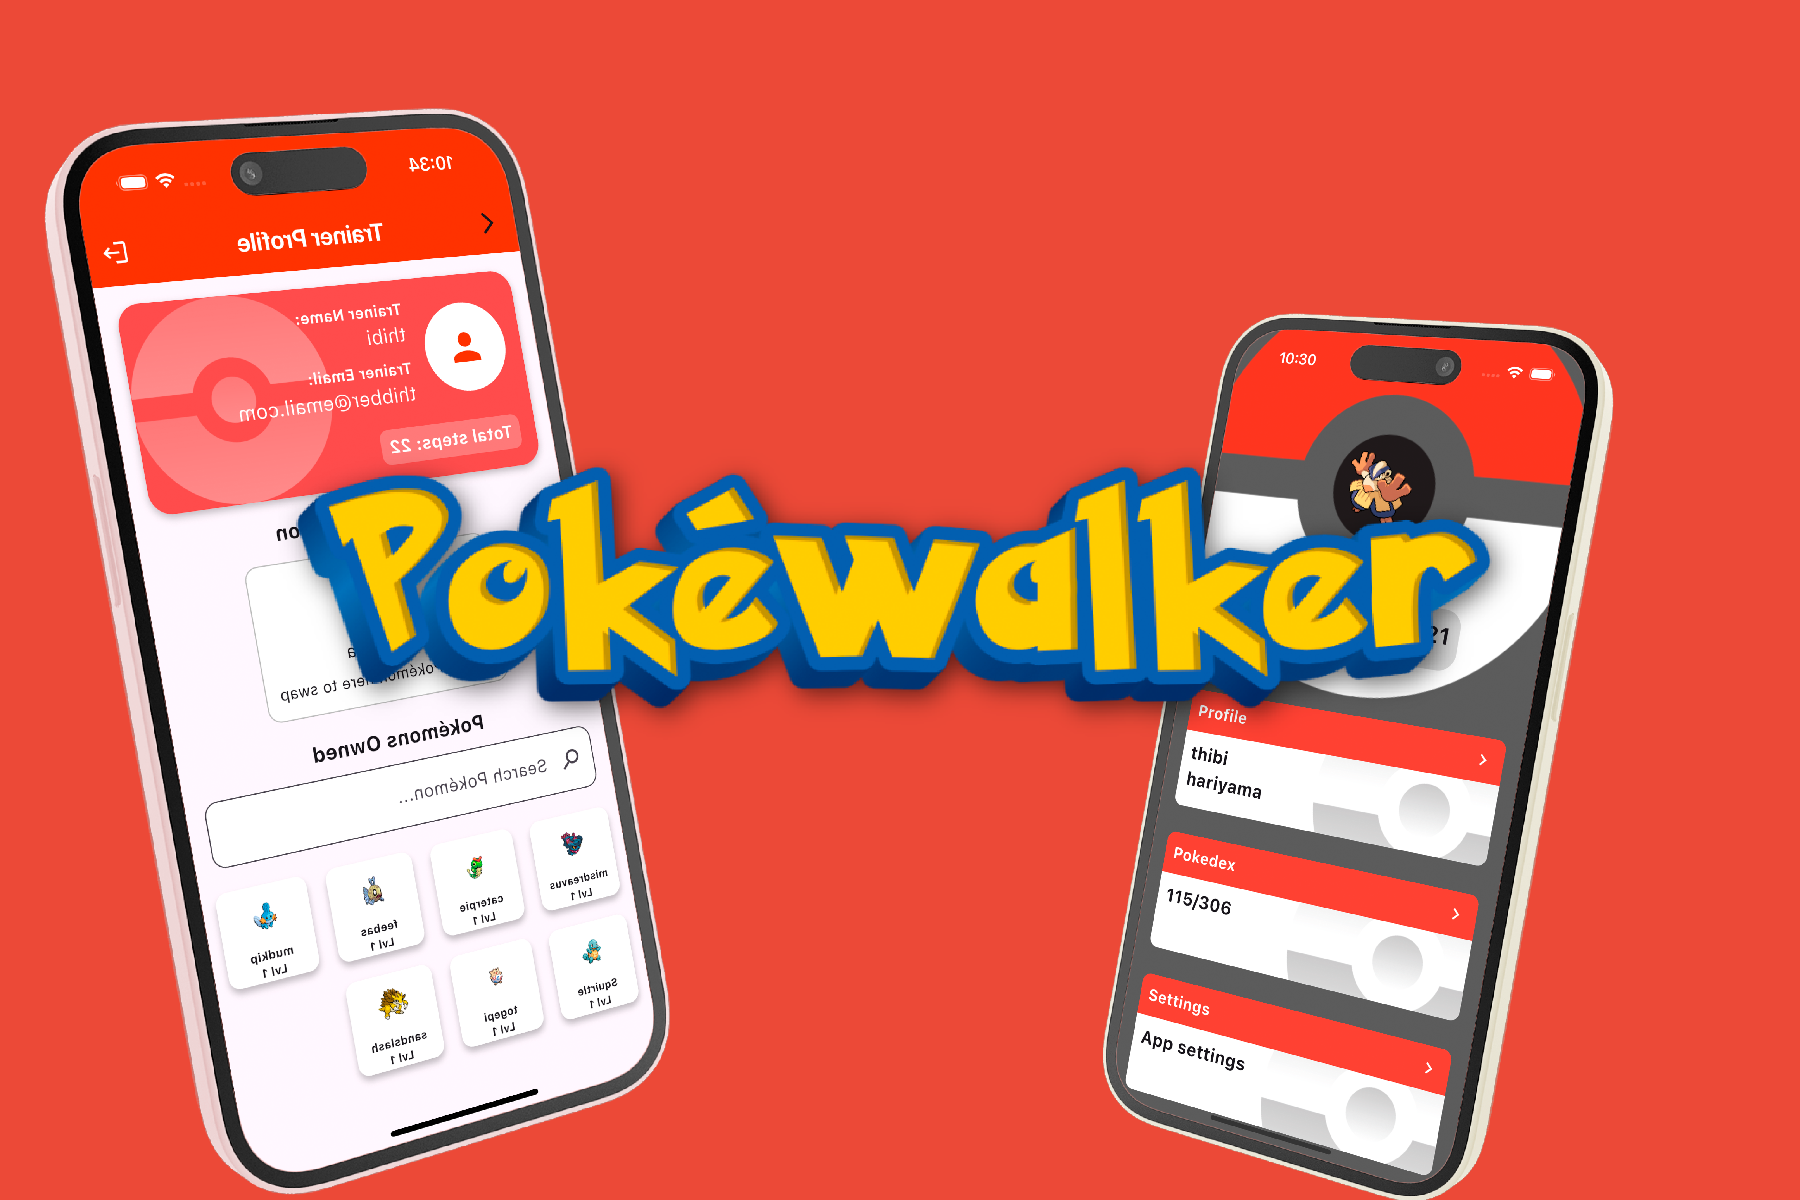 10:34
Trainer Profile
Trainer Name:
thibi
Trainer Email:
thibber@email.com
Total steps: 22
on
a
Pokémon here to swap
Pokémons Owned
Search Pokémon...
misdreavus
Lvl 1
caterpie
Lvl 1
feebas
Lvl 1
mudkip
Lvl 1
Squirtle
Lvl 1
togepi
Lvl 1
sandslash
Lvl 1
Pokéwalker
10:30
21
Profile
thibi
hariyama
Pokedex
115/306
Settings
App settings